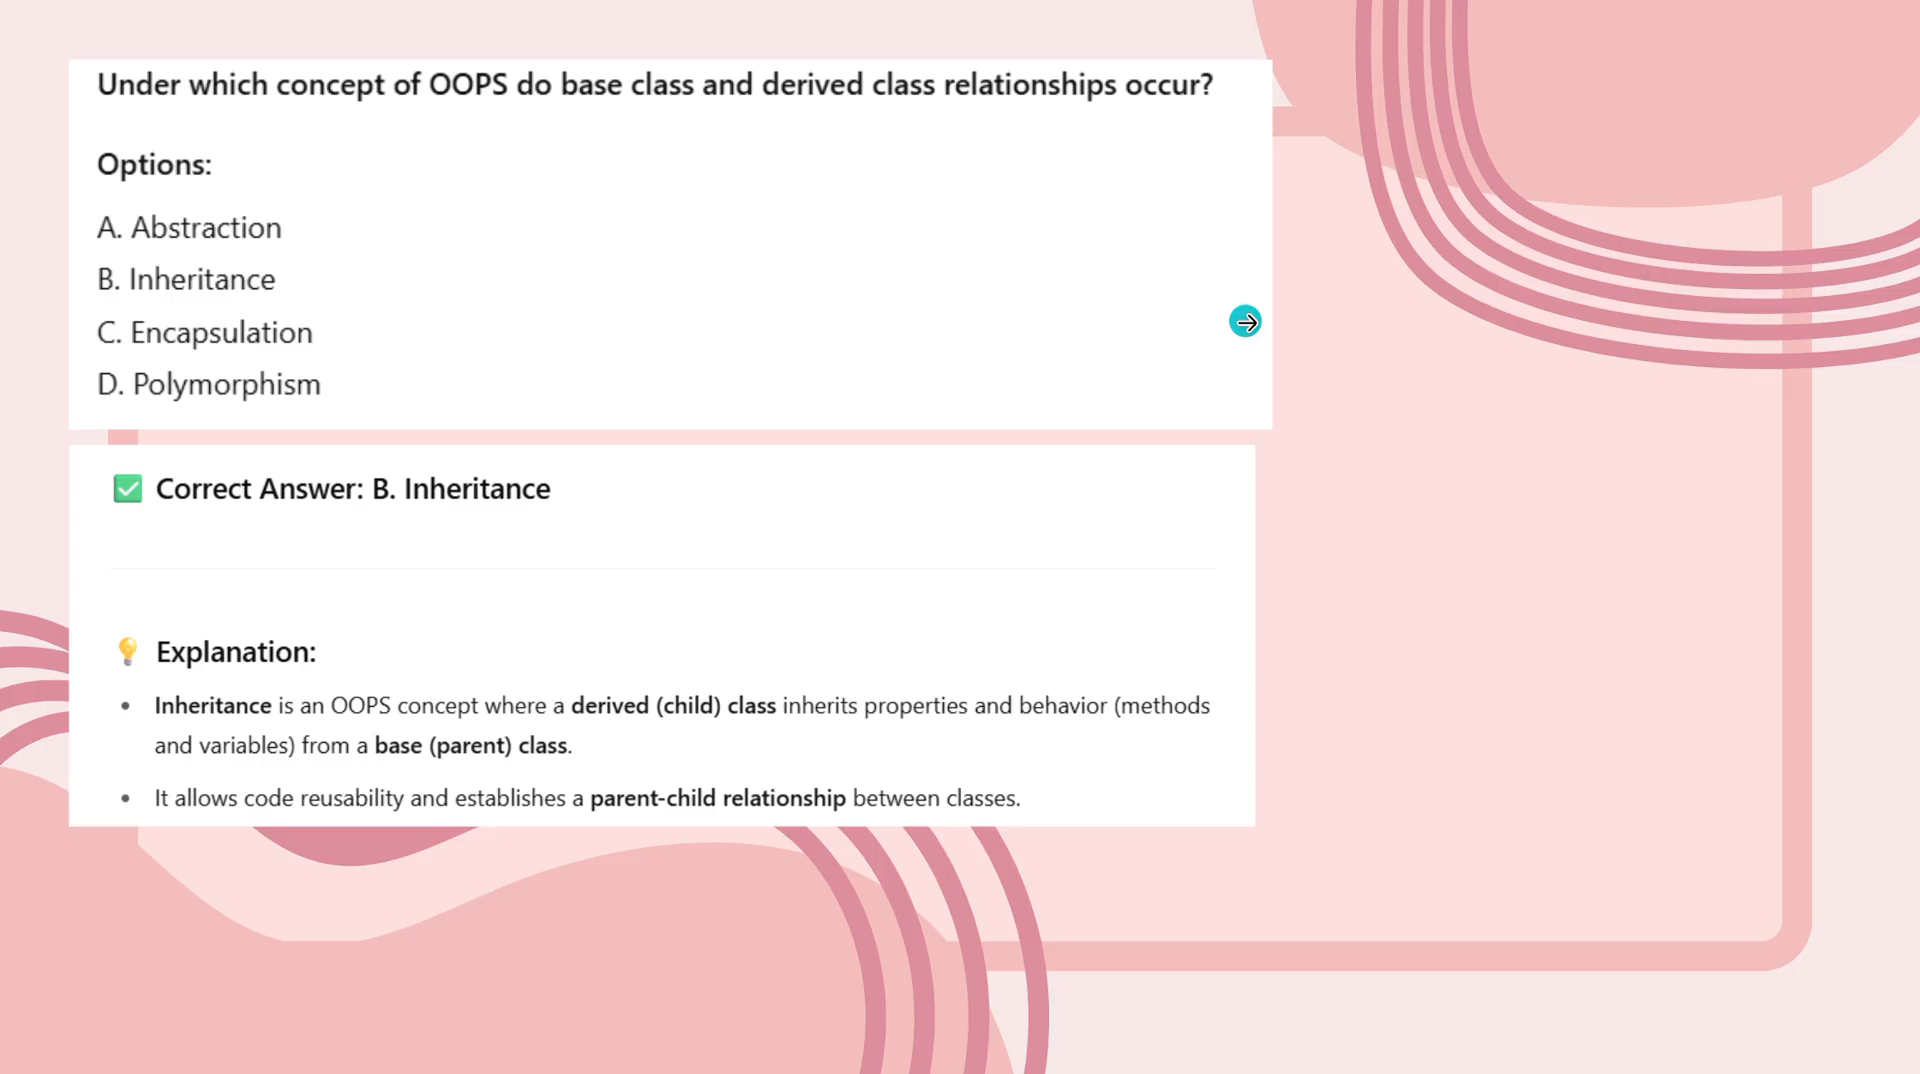 Under which concept of OOPS do base class and derived class relationships occur?
Options:
A. Abstraction
B. Inheritance
C. Encapsulation
D. Polymorphism
✅ Correct Answer: B. Inheritance
💡 Explanation:
• Inheritance is an OOPS concept where a derived (child) class inherits properties and behavior (methods
and variables) from a base (parent) class.
• It allows code reusability and establishes a parent-child relationship between classes.